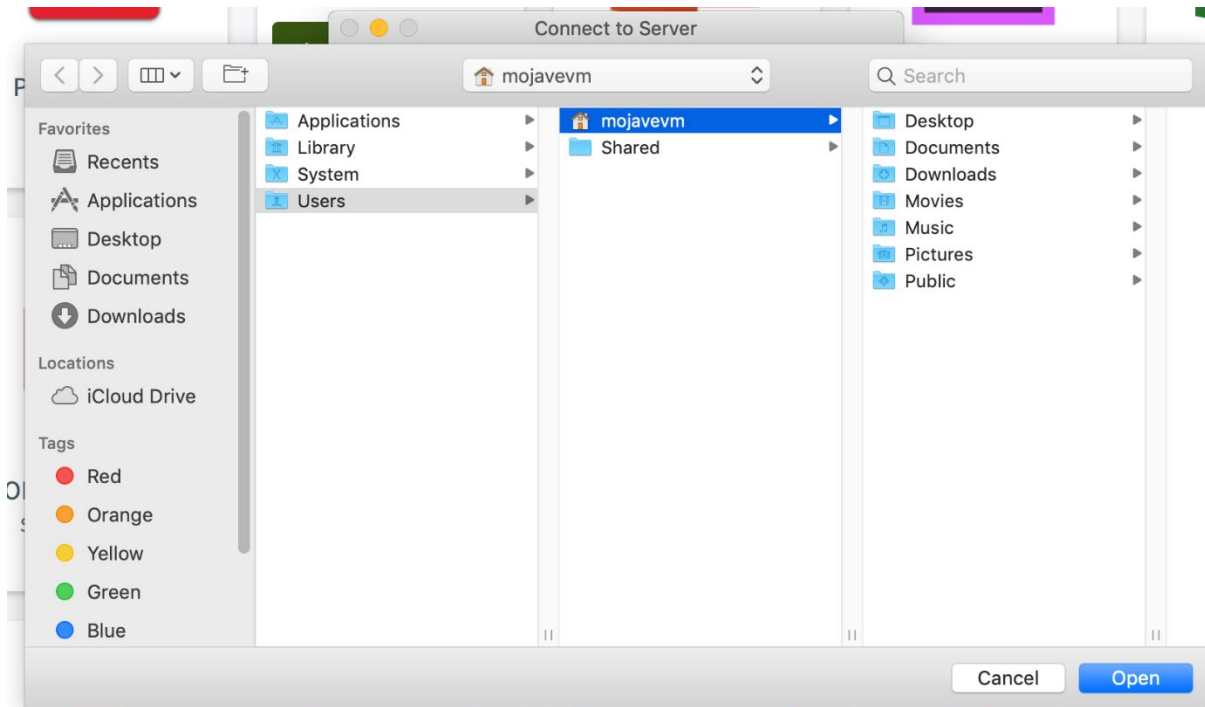 Connect to Server
mojavevm
Search
Favorites
Recents
Applications
Desktop
Documents
Downloads
Locations
iCloud Drive
Tags
Red
Orange
Yellow
Green
Blue
Applications
Library
System
Users
mojavevm
Shared
Desktop
Documents
Downloads
Movies
Music
Pictures
Public
Cancel
Open